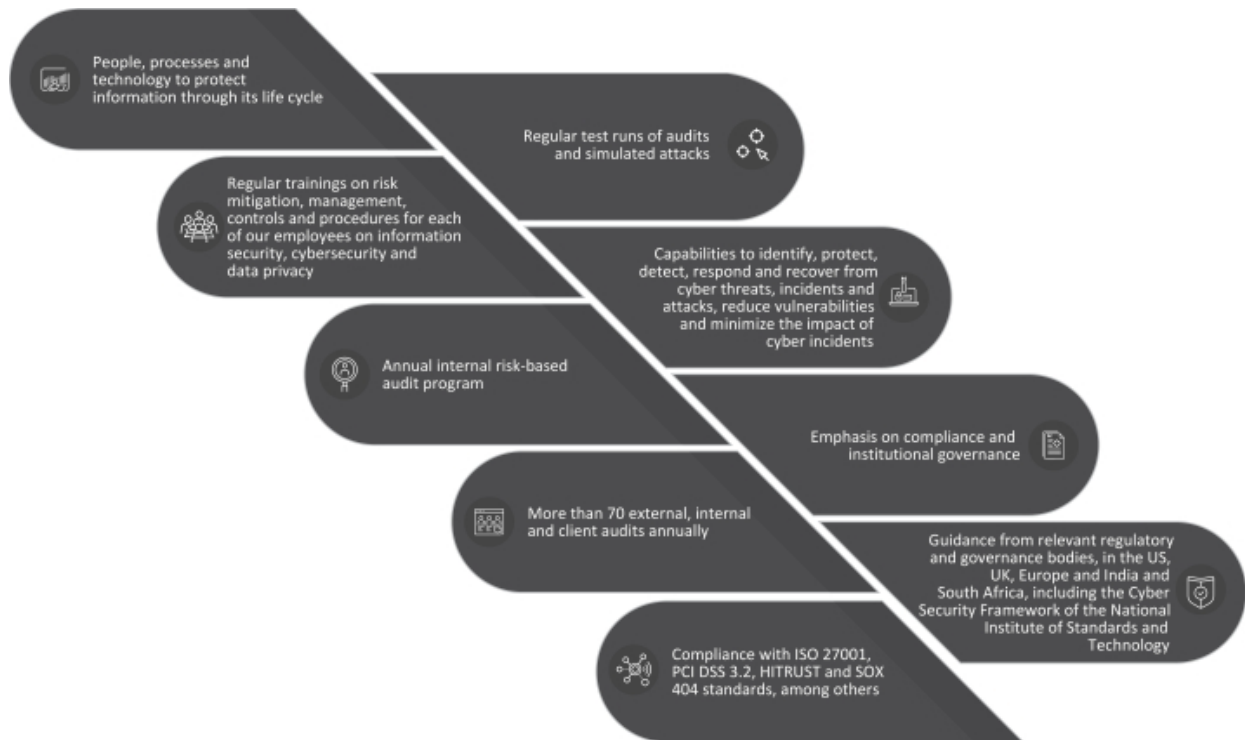 People, processes and
technology to protect
information through its life cycle
Regular test runs of audits
and simulated attacks
Regular trainings on risk
mitigation, management,
controls and procedures for each
of our employees on information
security, cybersecurity and
data privacy
Capabilities to identify, protect,
detect, respond and recover from
cyber threats, incidents and
attacks, reduce vulnerabilities
and minimize the impact of
cyber incidents
Annual internal risk-based
audit program
Emphasis on compliance and
institutional governance
More than 70 external, internal
and client audits annually
Guidance from relevant regulatory
and governance bodies, in the US,
UK, Europe and India and
South Africa, including the Cyber
Security Framework of the National
Institute of Standards and
Technology
Compliance with ISO 27001,
PCI DSS 3.2, HITRUST and SOX
404 standards, among others